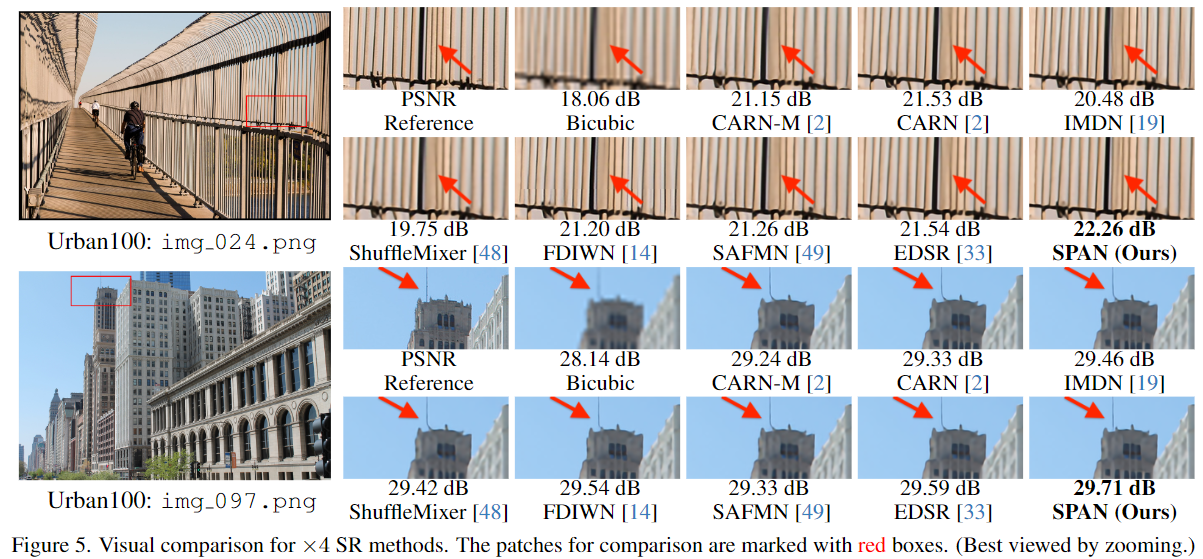 PSNR 18.06 dB 21.15 dB 21.53 dB 20.48 dB
Reference Bicubic CARN-M [2] CARN [2] IMDN [19]
19.75 dB 21.20 dB 21.26 dB 21.54 dB 22.26 dB
Urban100: img_024.png ShuffleMixer [48] FDIWN [14] SAFMN [49] EDSR [33] SPAN (Ours)
PSNR 28.14 dB 29.24 dB 29.33 dB 29.46 dB
Reference Bicubic CARN-M [2] CARN [2] IMDN [19]
29.42 dB 29.54 dB 29.33 dB 29.59 dB 29.71 dB
Urban100: img_097.png ShuffleMixer [48] FDIWN [14] SAFMN [49] EDSR [33] SPAN (Ours)
Figure 5. Visual comparison for ×4 SR methods. The patches for comparison are marked with red boxes. (Best viewed by zooming.)